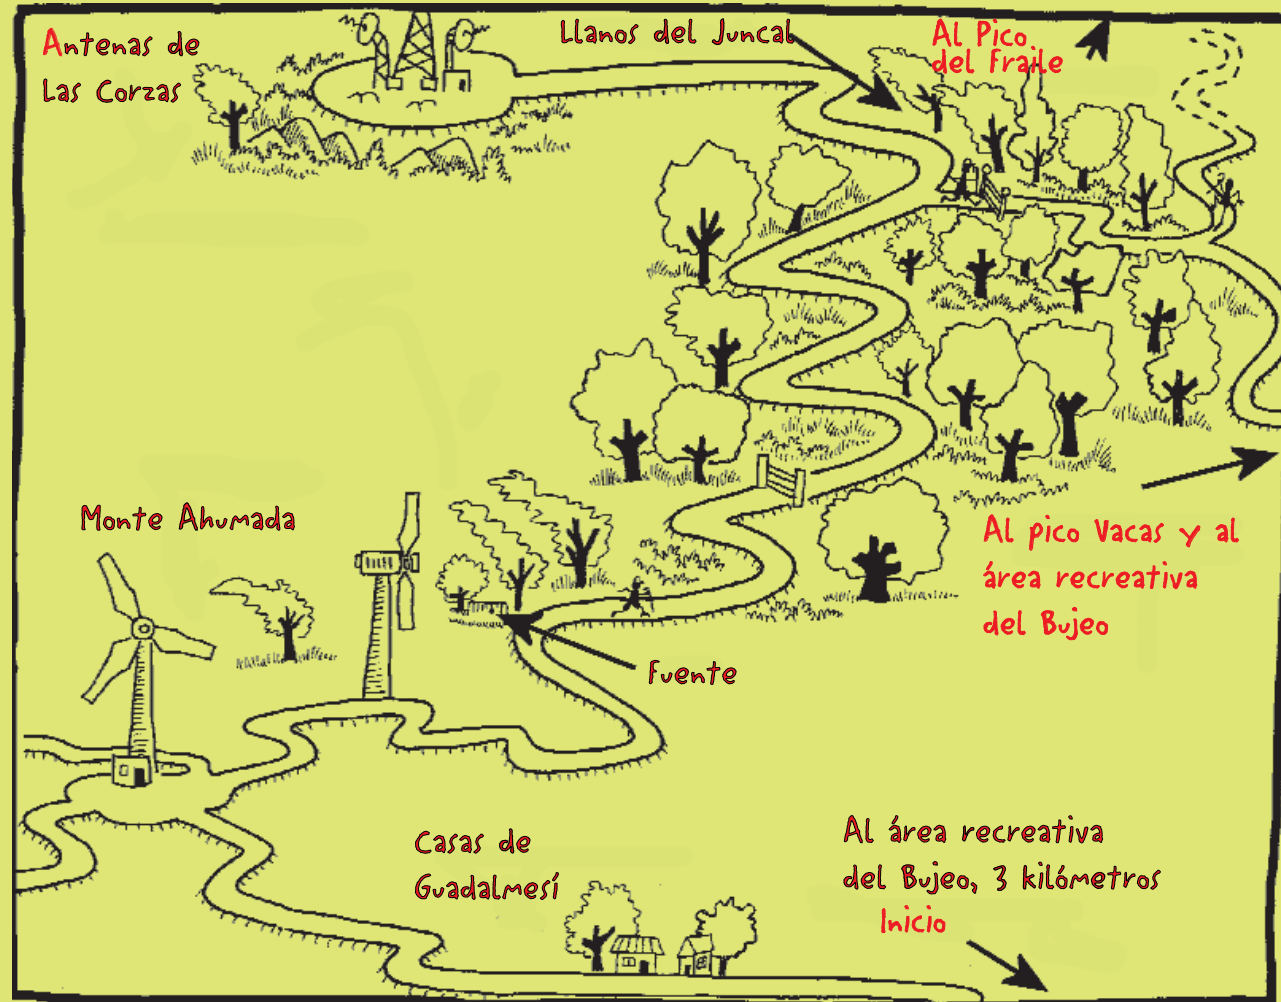 Antenas de
Las Corzas
Llanos del Juncal
Al Pico
del Fraile
Monte Ahumada
Al pico Vacas y al
área recreativa
del Bujeo
Fuente
Casas de
Guadalmesí
Al área recreativa
del Bujeo, 3 kilómetros
Inicio